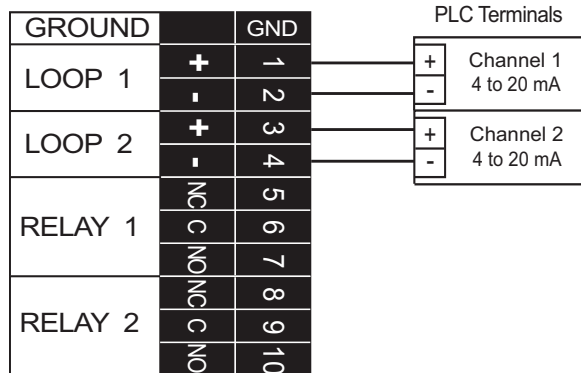 PLC Terminals
GROUND GND
LOOP 1 + 1
- 2
LOOP 2 + 3
- 4
RELAY 1 NC 5
C 6
NO 7
RELAY 2 NC 8
C 9
NO 10
+ Channel 1
- 4 to 20 mA
+ Channel 2
- 4 to 20 mA